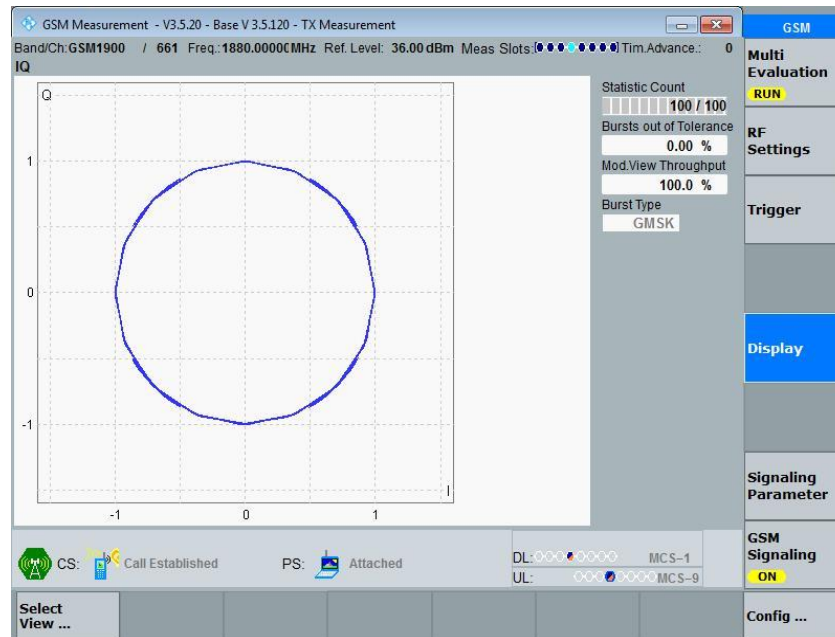 GSM Measurement - V3.5.20 - Base V 3.5.120 - TX Measurement
GSM
Band/Ch:GSM1900 / 661 Freq.:1880.0000 MHz Ref. Level: 36.00 dBm Meas Slots: Tim.Advance.: 0
IQ
Multi
Evaluation
RUN
Q
Statistic Count
100 / 100
Bursts out of Tolerance
0.00 %
Mod.View Throughput
100.0 %
Burst Type
GMSK
RF
Settings
Trigger
Display
1
0
-1
I
-1 0 1
Signaling
Parameter
CS: Call Established PS: Attached
DL: MCS-1
UL: MCS-9
GSM
Signaling
ON
Select
View ...
Config ...